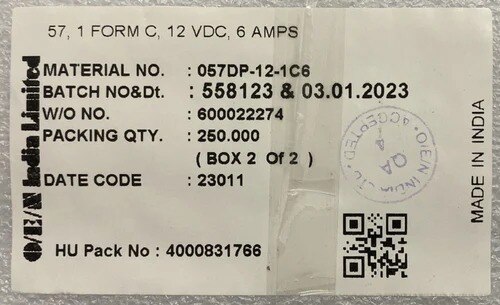 57, 1 FORM C, 12 VDC, 6 AMPS
O/E/N India Limited
MATERIAL NO. : 057DP-12-1C6
BATCH NO&Dt. : 558123 & 03.01.2023
W/O NO. : 600022274
PACKING QTY. : 250.000
( BOX 2 Of 2 )
DATE CODE : 23011
HU Pack No : 4000831766
ACCEPTED
QA
O/E/N INDIA
MADE IN INDIA